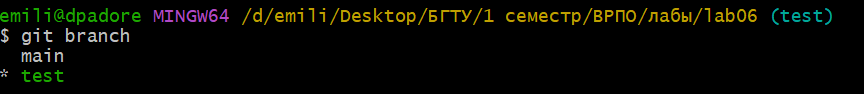 emili@dpadore MINGW64 /d/emili/Desktop/БГТУ/1 семестр/ВРПО/лабы/lab06 (test)
$ git branch
  main
* test